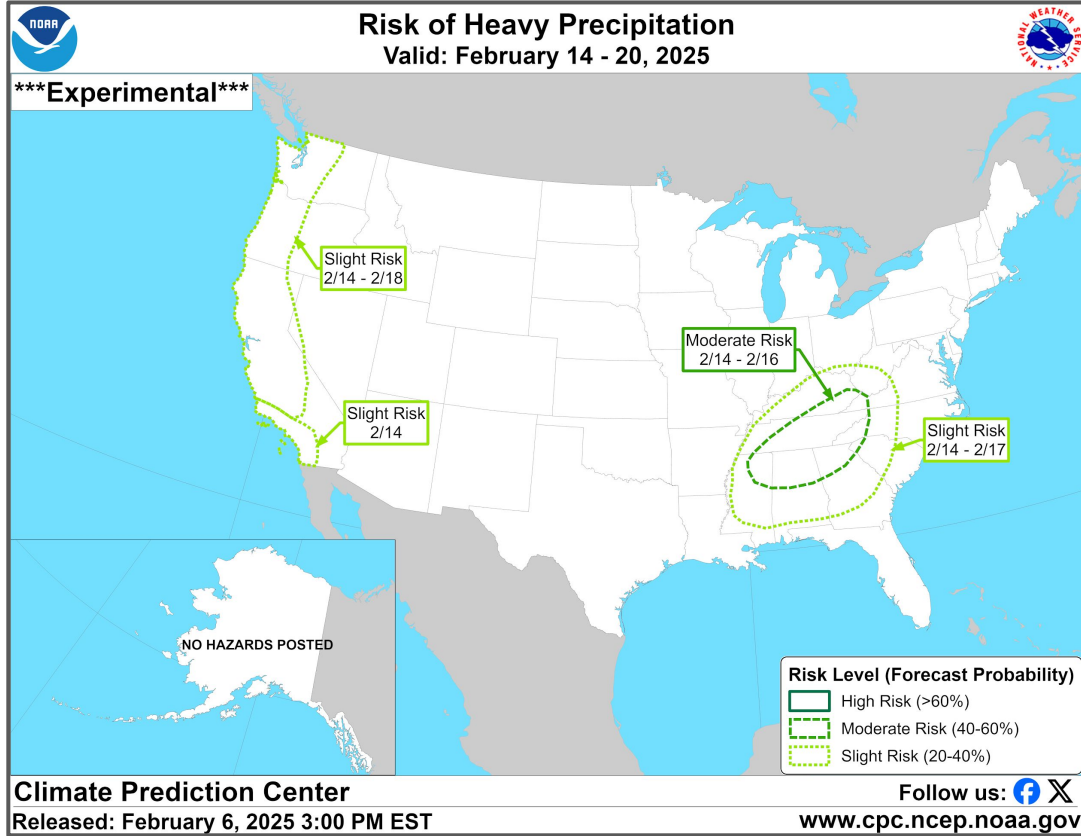 NOAA
Risk of Heavy Precipitation
Valid: February 14 - 20, 2025
NATIONAL WEATHER SERVICE
***Experimental***
Slight Risk
2/14 - 2/18
Moderate Risk
2/14 - 2/16
Slight Risk
2/14
Slight Risk
2/14 - 2/17
NO HAZARDS POSTED
Risk Level (Forecast Probability)
High Risk (>60%)
Moderate Risk (40-60%)
Slight Risk (20-40%)
Climate Prediction Center
Follow us:
Released: February 6, 2025 3:00 PM EST
www.cpc.ncep.noaa.gov